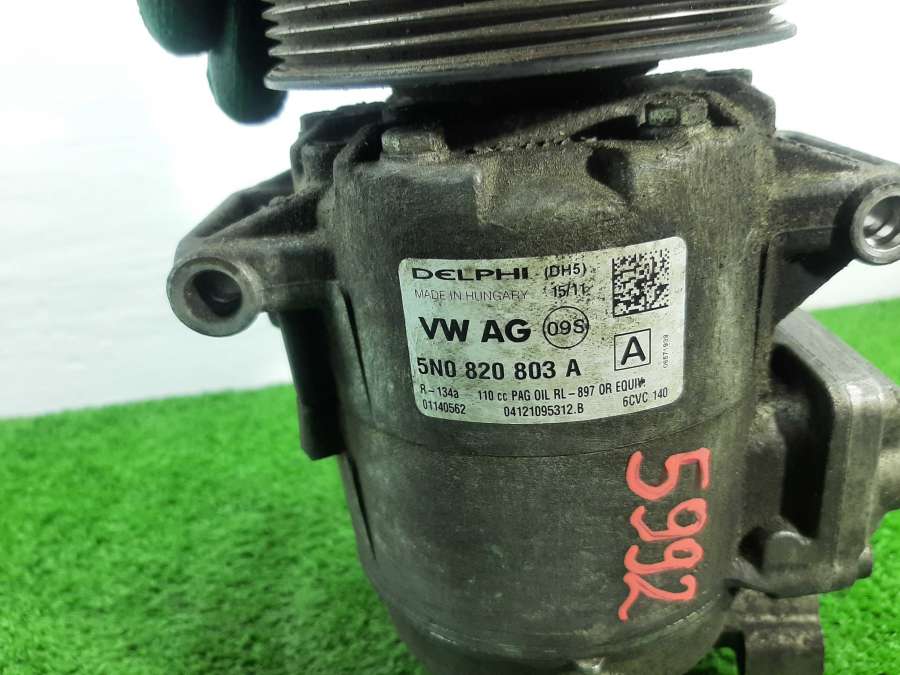 DELPHI (DH5)
MADE IN HUNGARY 15/11
VW AG 09S
5N0 820 803 A A
R-134a 110 cc PAG OIL RL-897 OR EQUIV.
01140562 04121095312.B 6CVC 140
5992